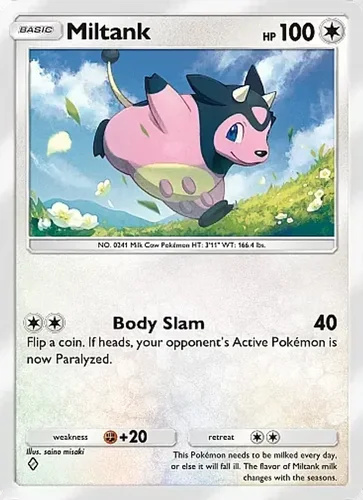 BASIC Miltank HP 100
NO. 0241 Milk Cow Pokémon HT: 3'11" WT: 166.4 lbs.
Body Slam 40
Flip a coin. If heads, your opponent's Active Pokémon is
now Paralyzed.
weakness +20 retreat
Illus. saino misaki
This Pokémon needs to be milked every day,
or else it will fall ill. The flavor of Miltank milk
changes with the seasons.